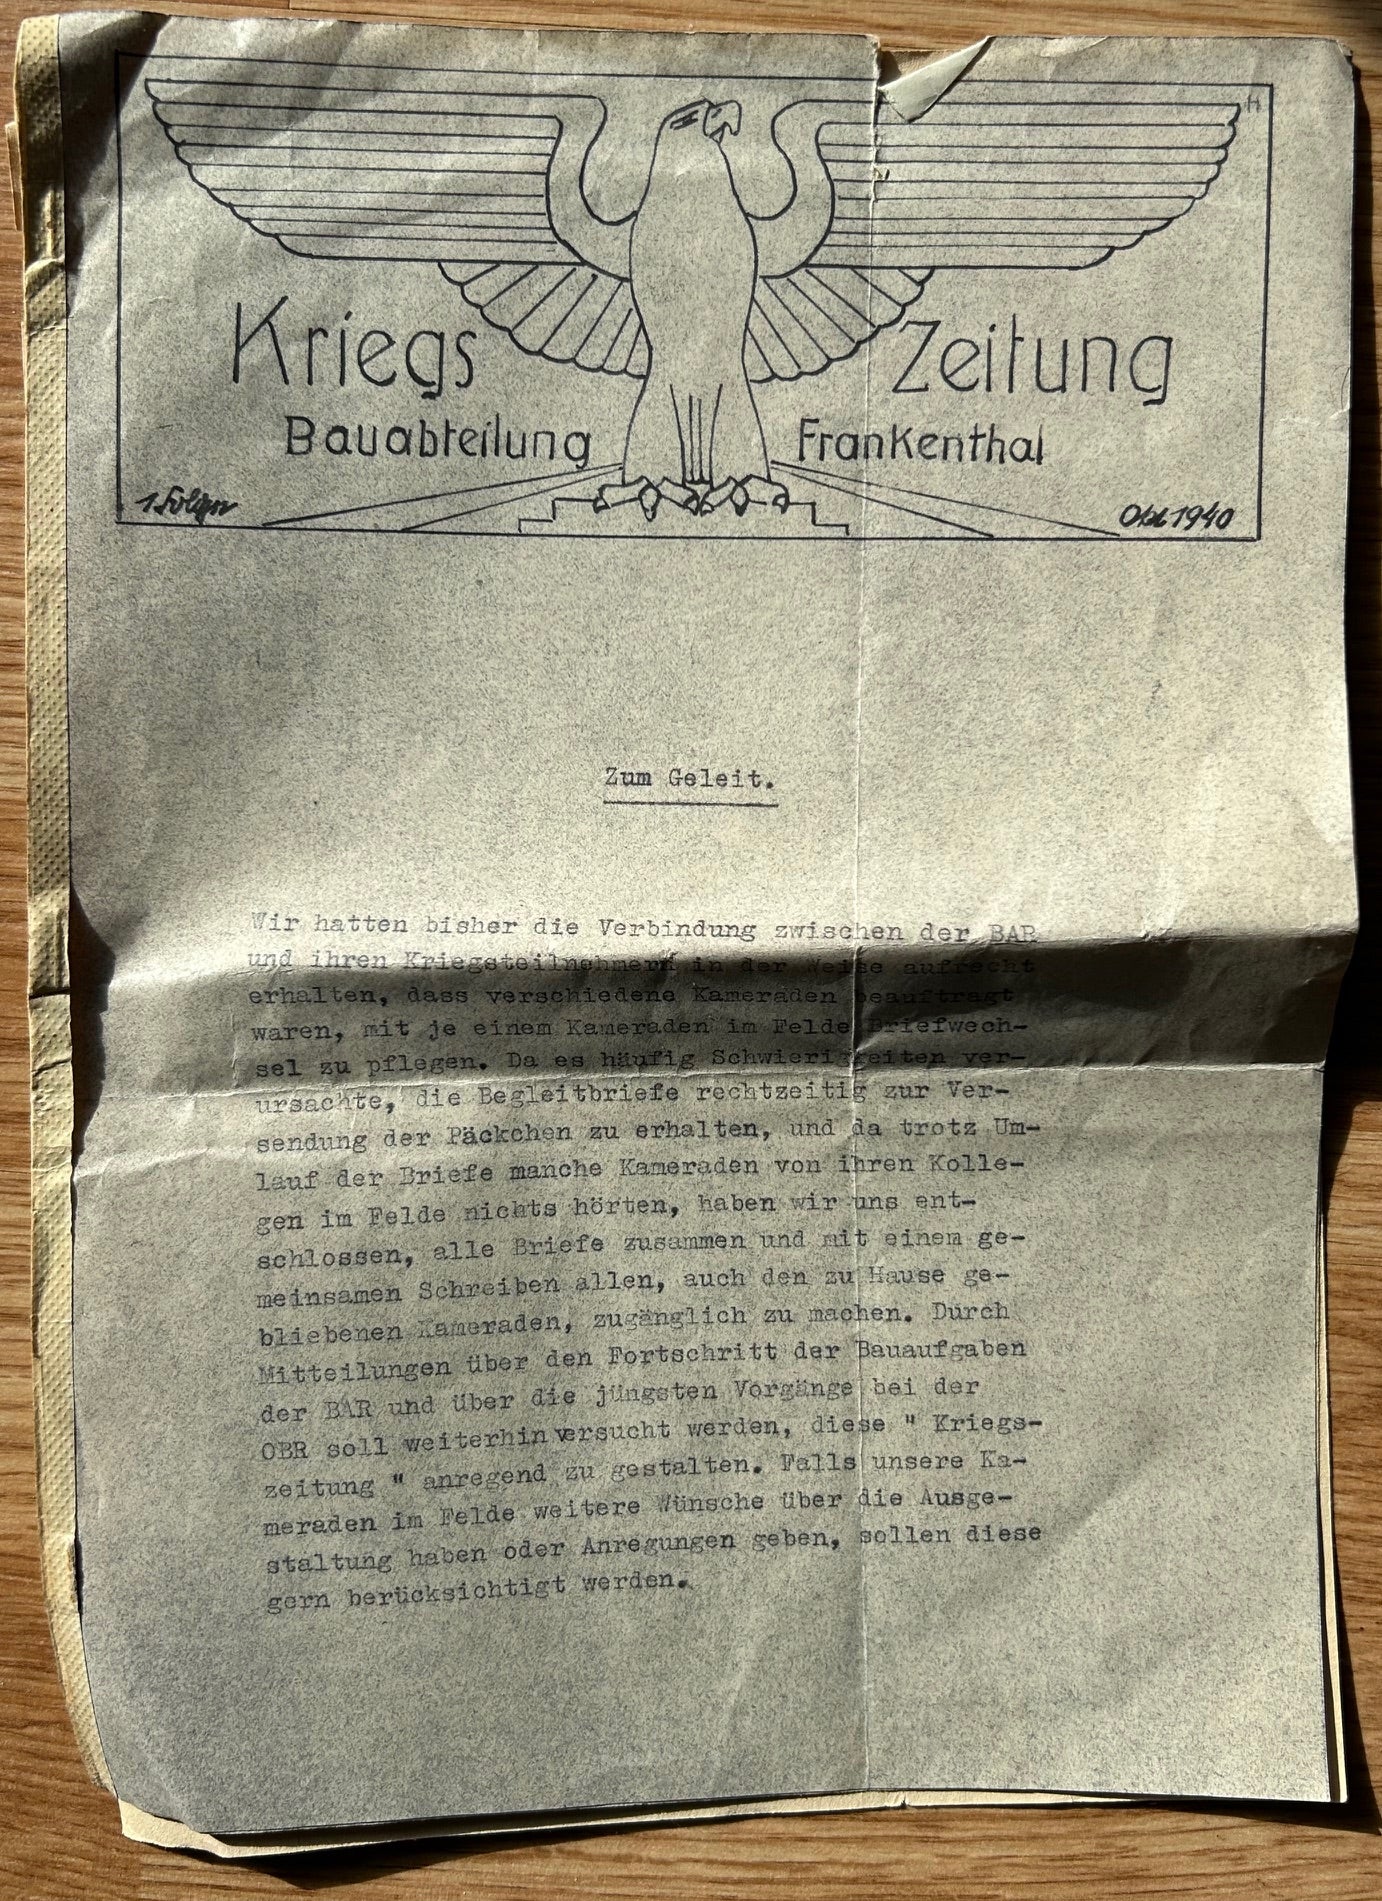 Kriegs Zeitung
Bauabteilung Frankenthal
1. Folge Okt 1940
Zum Geleit.
Wir hatten bisher die Verbindung zwischen der BAR
und ihren Kriegsteilnehmern in der Weise aufrecht
erhalten, dass verschiedene Kameraden beauftragt
waren, mit je einem Kameraden im Felde Briefwech-
sel zu pflegen. Da es häufig Schwierigkeiten ver-
ursachte, die Begleitbriefe rechtzeitig zur Ver-
sendung der Päckchen zu erhalten, und da trotz Um-
lauf der Briefe manche Kameraden von ihren Kolle-
gen im Felde nichts hörten, haben wir uns ent-
schlossen, alle Briefe zusammen und mit einem ge-
meinsamen Schreiben allen, auch den zu Hause ge-
bliebenen Kameraden, zugänglich zu machen. Durch
Mitteilungen über den Fortschritt der Bauaufgaben
der BAR und über die jüngsten Vorgänge bei der
OBR soll weiterhin versucht werden, diese " Kriegs-
zeitung " anregend zu gestalten. Falls unsere Ka-
meraden im Felde weitere Wünsche über die Ausge-
staltung haben oder Anregungen geben, sollen diese
gern berücksichtigt werden.